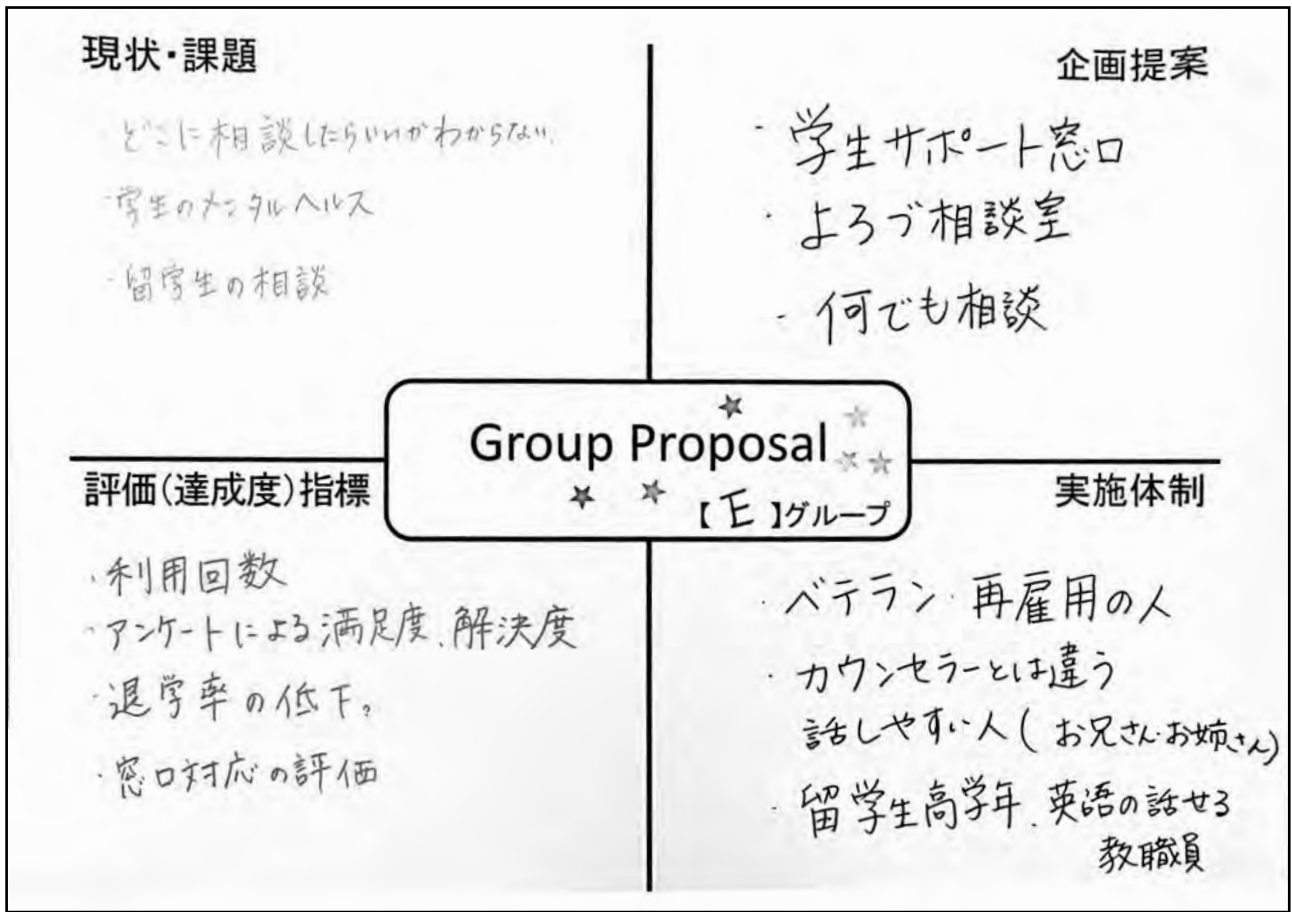 現状・課題
・どこに相談したらいいかわからない.
・学生のメンタルヘルス
・留学生の相談
企画提案
・学生サポート窓口
・よろづ相談室
・何でも相談
Group Proposal
【E】グループ
評価(達成度)指標
・利用回数
・アンケートによる満足度、解決度
・退学率の低下。
・窓口対応の評価
実施体制
・ベテラン・再雇用の人
・カウンセラーとは違う
話しやすい人(お兄さん・お姉さん)
・留学生高学年、英語の話せる
教職員